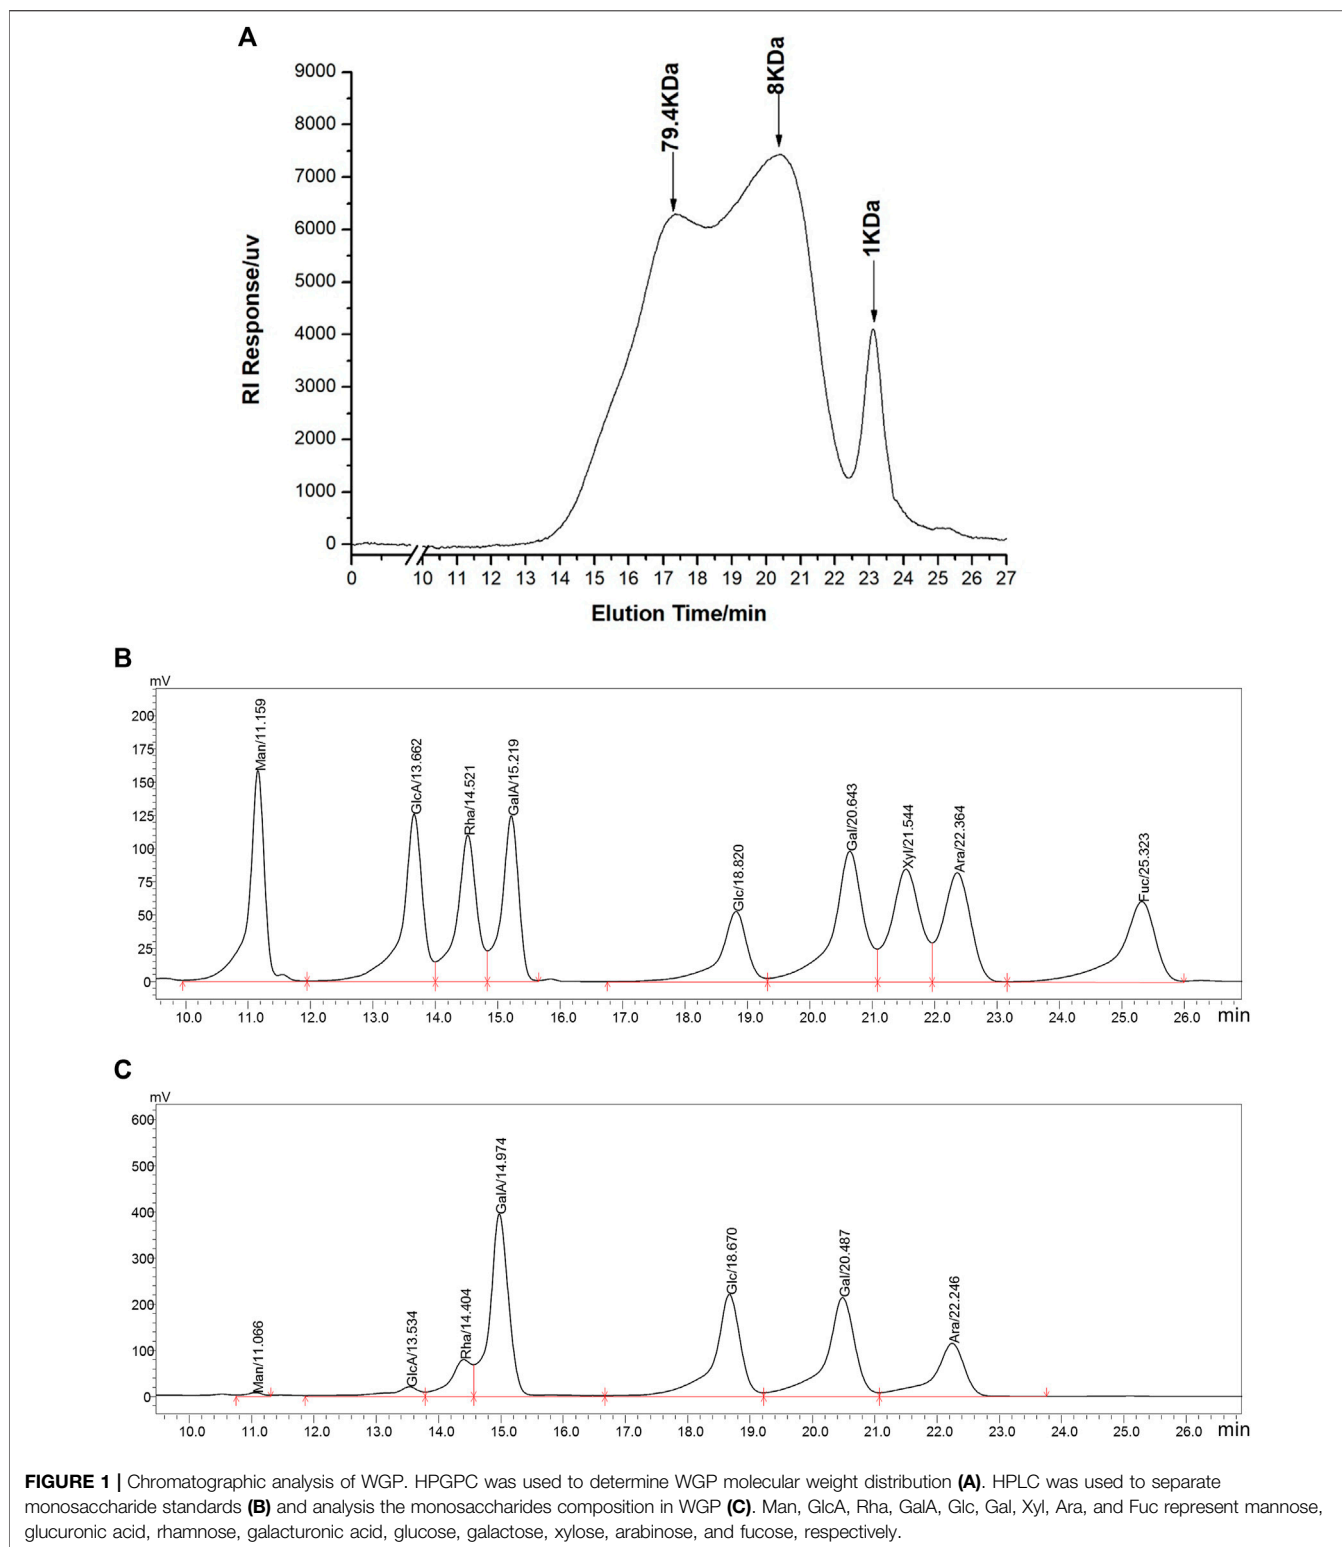 A
79.4KDa
8KDa
1KDa
9000
8000
7000
6000
5000
4000
3000
2000
1000
0
RI Response/uv
0 10 11 12 13 14 15 16 17 18 19 20 21 22 23 24 25 26 27
Elution Time/min
B
mV
200
175
150
125
100
75
50
25
0
Man/11.159
GlcA/13.662
Rha/14.521
GalA/15.219
Glc/18.820
Gal/20.643
Xyl/21.544
Ara/22.364
Fuc/25.323
10.0 11.0 12.0 13.0 14.0 15.0 16.0 17.0 18.0 19.0 20.0 21.0 22.0 23.0 24.0 25.0 26.0 min
C
mV
600
500
400
300
200
100
0
Man/11.066
GlcA/13.534
Rha/14.404
GalA/14.974
Glc/18.670
Gal/20.487
Ara/22.246
10.0 11.0 12.0 13.0 14.0 15.0 16.0 17.0 18.0 19.0 20.0 21.0 22.0 23.0 24.0 25.0 26.0 min
FIGURE 1 | Chromatographic analysis of WGP. HPGPC was used to determine WGP molecular weight distribution (A). HPLC was used to separate
monosaccharide standards (B) and analysis the monosaccharides composition in WGP (C). Man, GlcA, Rha, GalA, Glc, Gal, Xyl, Ara, and Fuc represent mannose,
glucuronic acid, rhamnose, galacturonic acid, glucose, galactose, xylose, arabinose, and fucose, respectively.